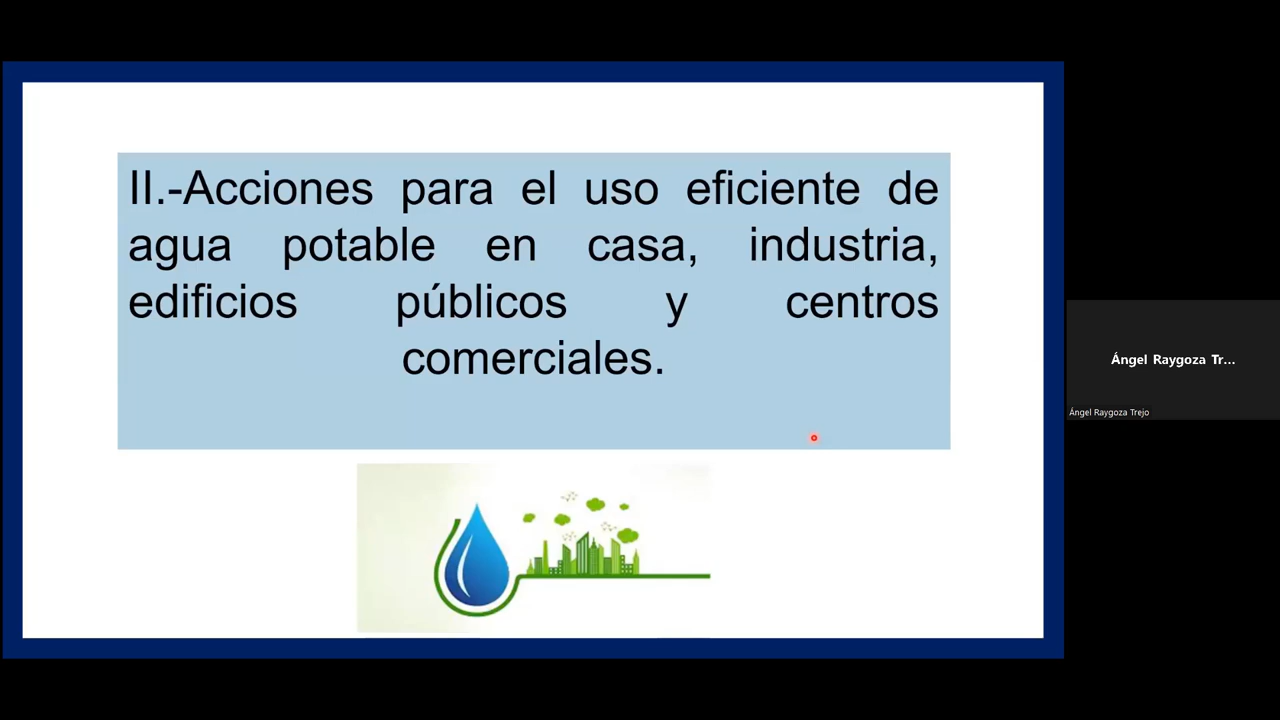 II.-Acciones para el uso eficiente de
agua potable en casa, industria,
edificios públicos y centros
comerciales.
Ángel Raygoza Tr...
Ángel Raygoza Trejo